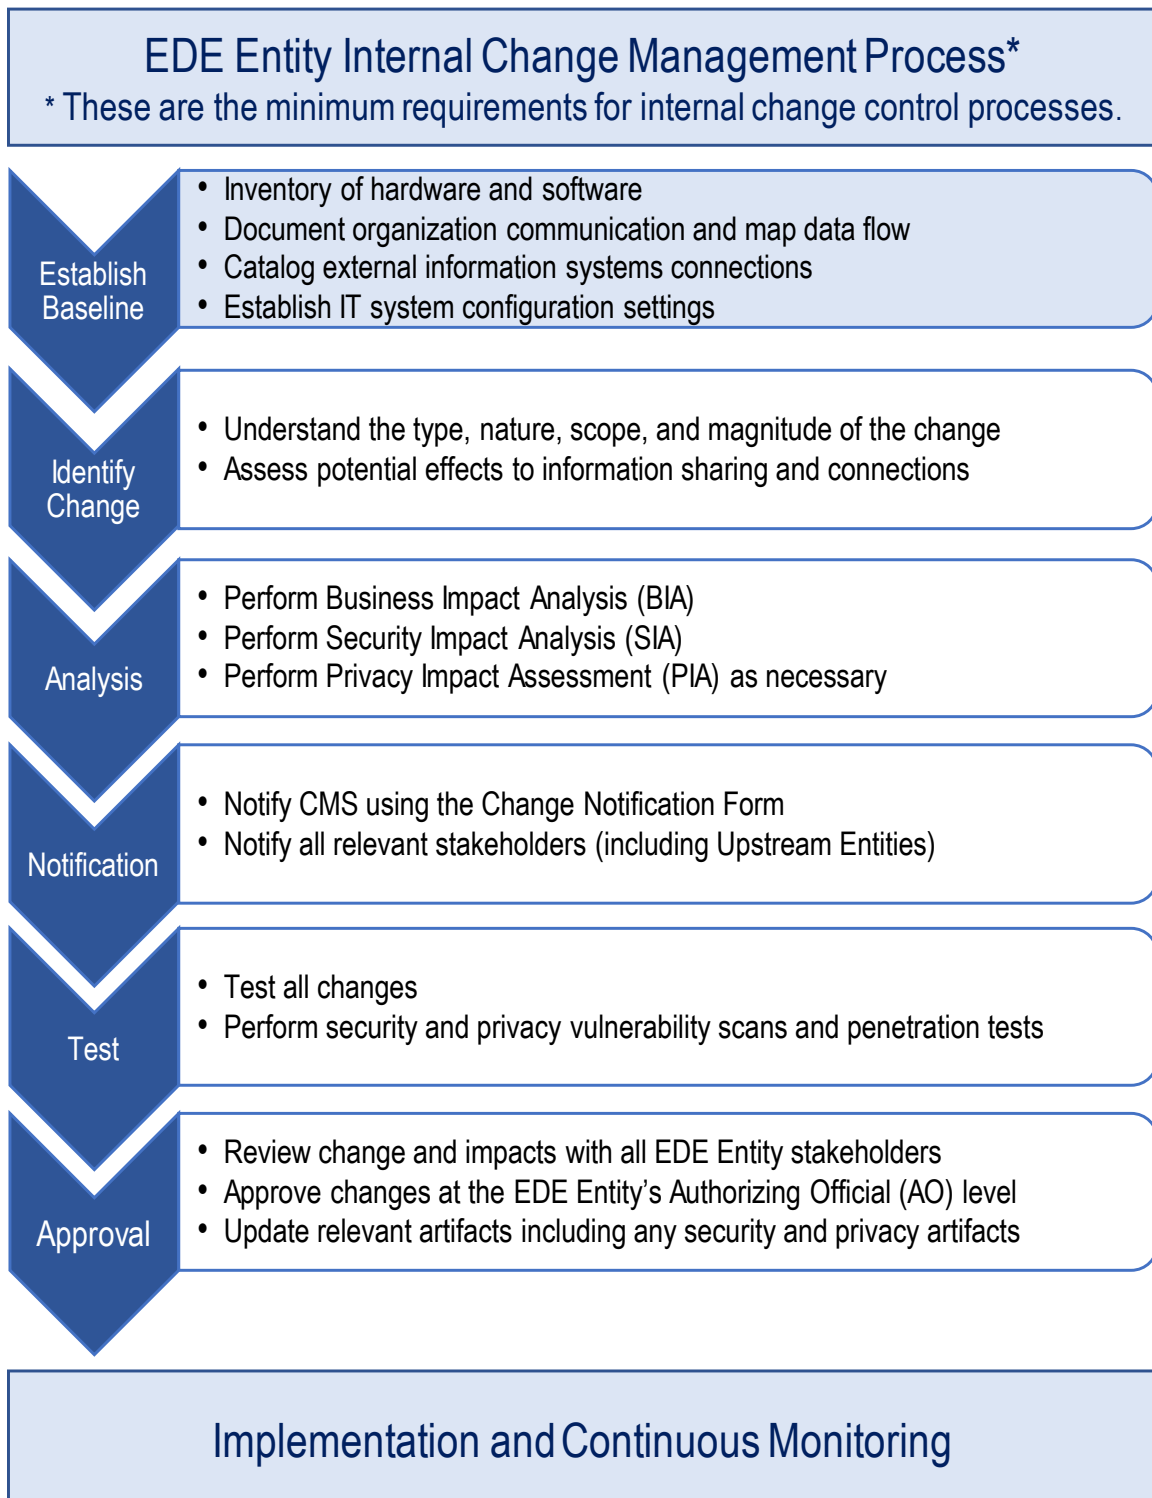 EDE Entity Internal Change Management Process*
* These are the minimum requirements for internal change control processes.
Establish
Baseline
• Inventory of hardware and software
• Document organization communication and map data flow
• Catalog external information systems connections
• Establish IT system configuration settings
Identify
Change
• Understand the type, nature, scope, and magnitude of the change
• Assess potential effects to information sharing and connections
Analysis
• Perform Business Impact Analysis (BIA)
• Perform Security Impact Analysis (SIA)
• Perform Privacy Impact Assessment (PIA) as necessary
Notification
• Notify CMS using the Change Notification Form
• Notify all relevant stakeholders (including Upstream Entities)
Test
• Test all changes
• Perform security and privacy vulnerability scans and penetration tests
Approval
• Review change and impacts with all EDE Entity stakeholders
• Approve changes at the EDE Entity’s Authorizing Official (AO) level
• Update relevant artifacts including any security and privacy artifacts
Implementation and Continuous Monitoring